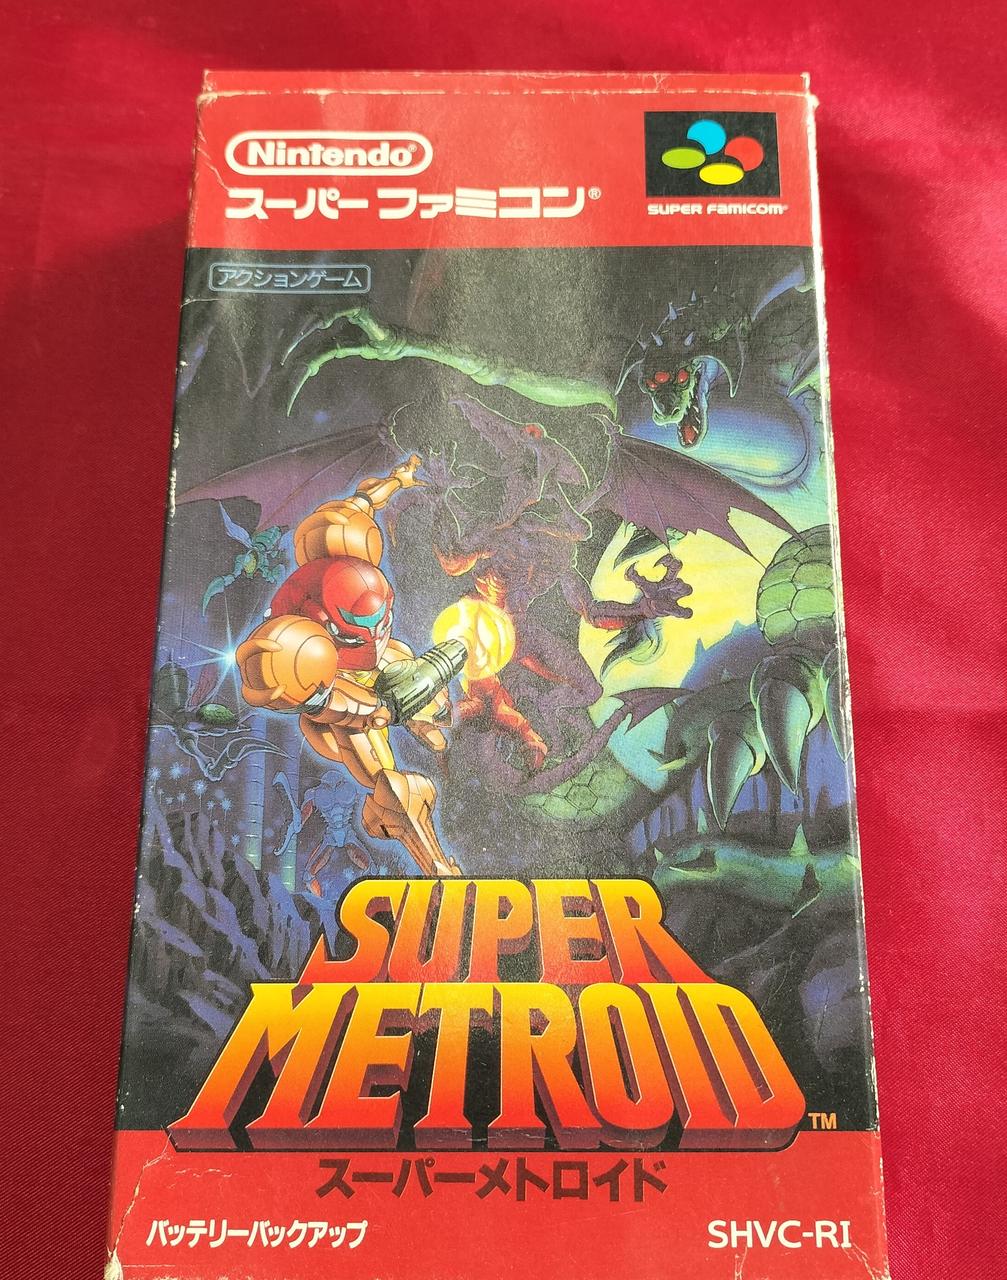 Nintendo®
スーパーファミコン®
SUPER FAMICOM®
アクションゲーム
SUPER
METROID™
スーパーメトロイド
バッテリーバックアップ
SHVC-RI